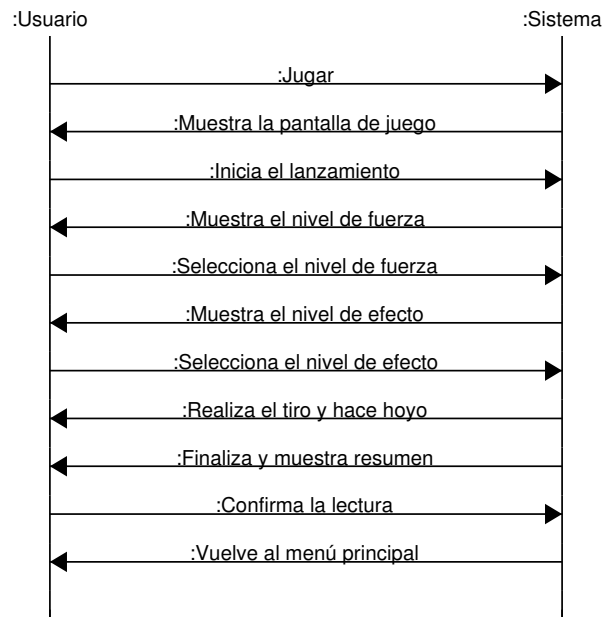 :Usuario
:Sistema
:Jugar
:Muestra la pantalla de juego
:Inicia el lanzamiento
:Muestra el nivel de fuerza
:Selecciona el nivel de fuerza
:Muestra el nivel de efecto
:Selecciona el nivel de efecto
:Realiza el tiro y hace hoyo
:Finaliza y muestra resumen
:Confirma la lectura
:Vuelve al menú principal